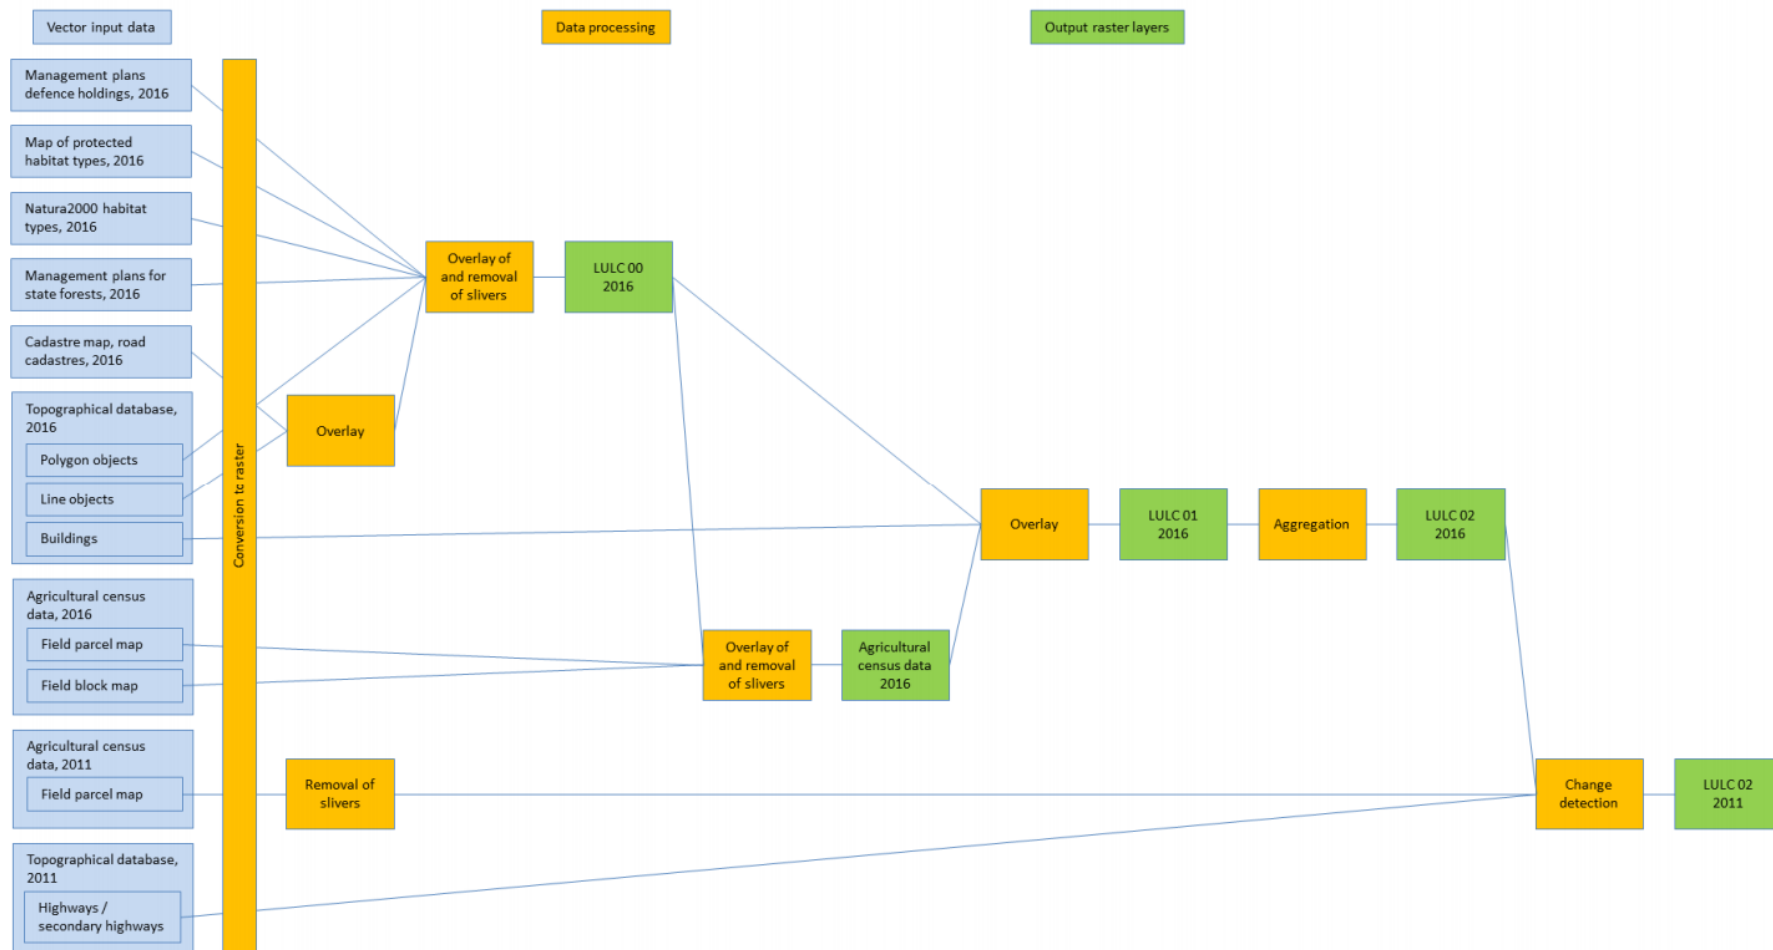 Vector input data
Data processing
Output raster layers
Management plans
defence holdings, 2016
Map of protected
habitat types, 2016
Natura2000 habitat
types, 2016
Management plans for
state forests, 2016
Cadastre map, road
cadastres, 2016
Topographical database,
2016
Polygon objects
Line objects
Buildings
Agricultural census
data, 2016
Field parcel map
Field block map
Agricultural census
data, 2011
Field parcel map
Topographical database,
2011
Highways /
secondary highways
Conversion to raster
Overlay
Removal of
slivers
Overlay of
and removal
of slivers
LULC 00
2016
Overlay of
and removal
of slivers
Agricultural
census data
2016
Overlay
LULC 01
2016
Aggregation
LULC 02
2016
Change
detection
LULC 02
2011